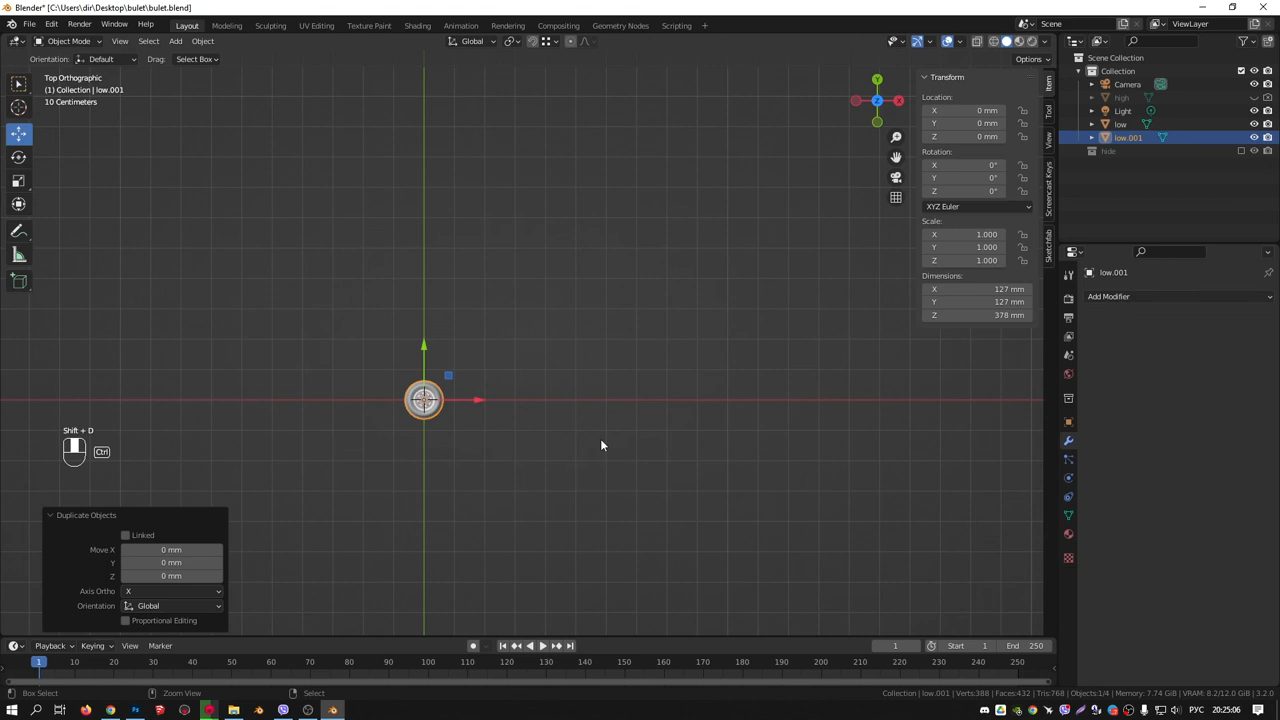 Blender* [C:\Users\dir\Desktop\bulet\bulet.blend]
File Edit Render Window Help Layout Modeling Sculpting UV Editing Texture Paint Shading Animation Rendering Compositing Geometry Nodes Scripting + Scene ViewLayer
Object Mode View Select Add Object Global Options
Orientation: Default Drag: Select Box
Top Orthographic
(1) Collection | low.001
10 Centimeters
Y
Z
X
Transform
Location:
X 0 mm
Y 0 mm
Z 0 mm
Rotation:
X 0°
Y 0°
Z 0°
XYZ Euler
Scale:
X 1.000
Y 1.000
Z 1.000
Dimensions:
X 127 mm
Y 127 mm
Z 378 mm
Item
Tool
View
Screencast Keys
Sketchfab
Scene Collection
Collection
Camera
high
Light
low
low.001
hide
low.001
Add Modifier
Shift + D
Ctrl
Duplicate Objects
Linked
Move X 0 mm
Y 0 mm
Z 0 mm
Axis Ortho X
Orientation Global
Proportional Editing
Playback Keying View Marker 1 Start 1 End 250
1 10 20 30 40 50 60 70 80 90 100 110 120 130 140 150 160 170 180 190 200 210 220 230 240 250
Box Select Zoom View Select Collection | low.001 | Verts:388 | Faces:432 | Tris:768 | Objects:1/4 | Memory: 7.74 GiB | VRAM: 8.2/12.0 GiB | 3.2.0
РУС 20:25:06